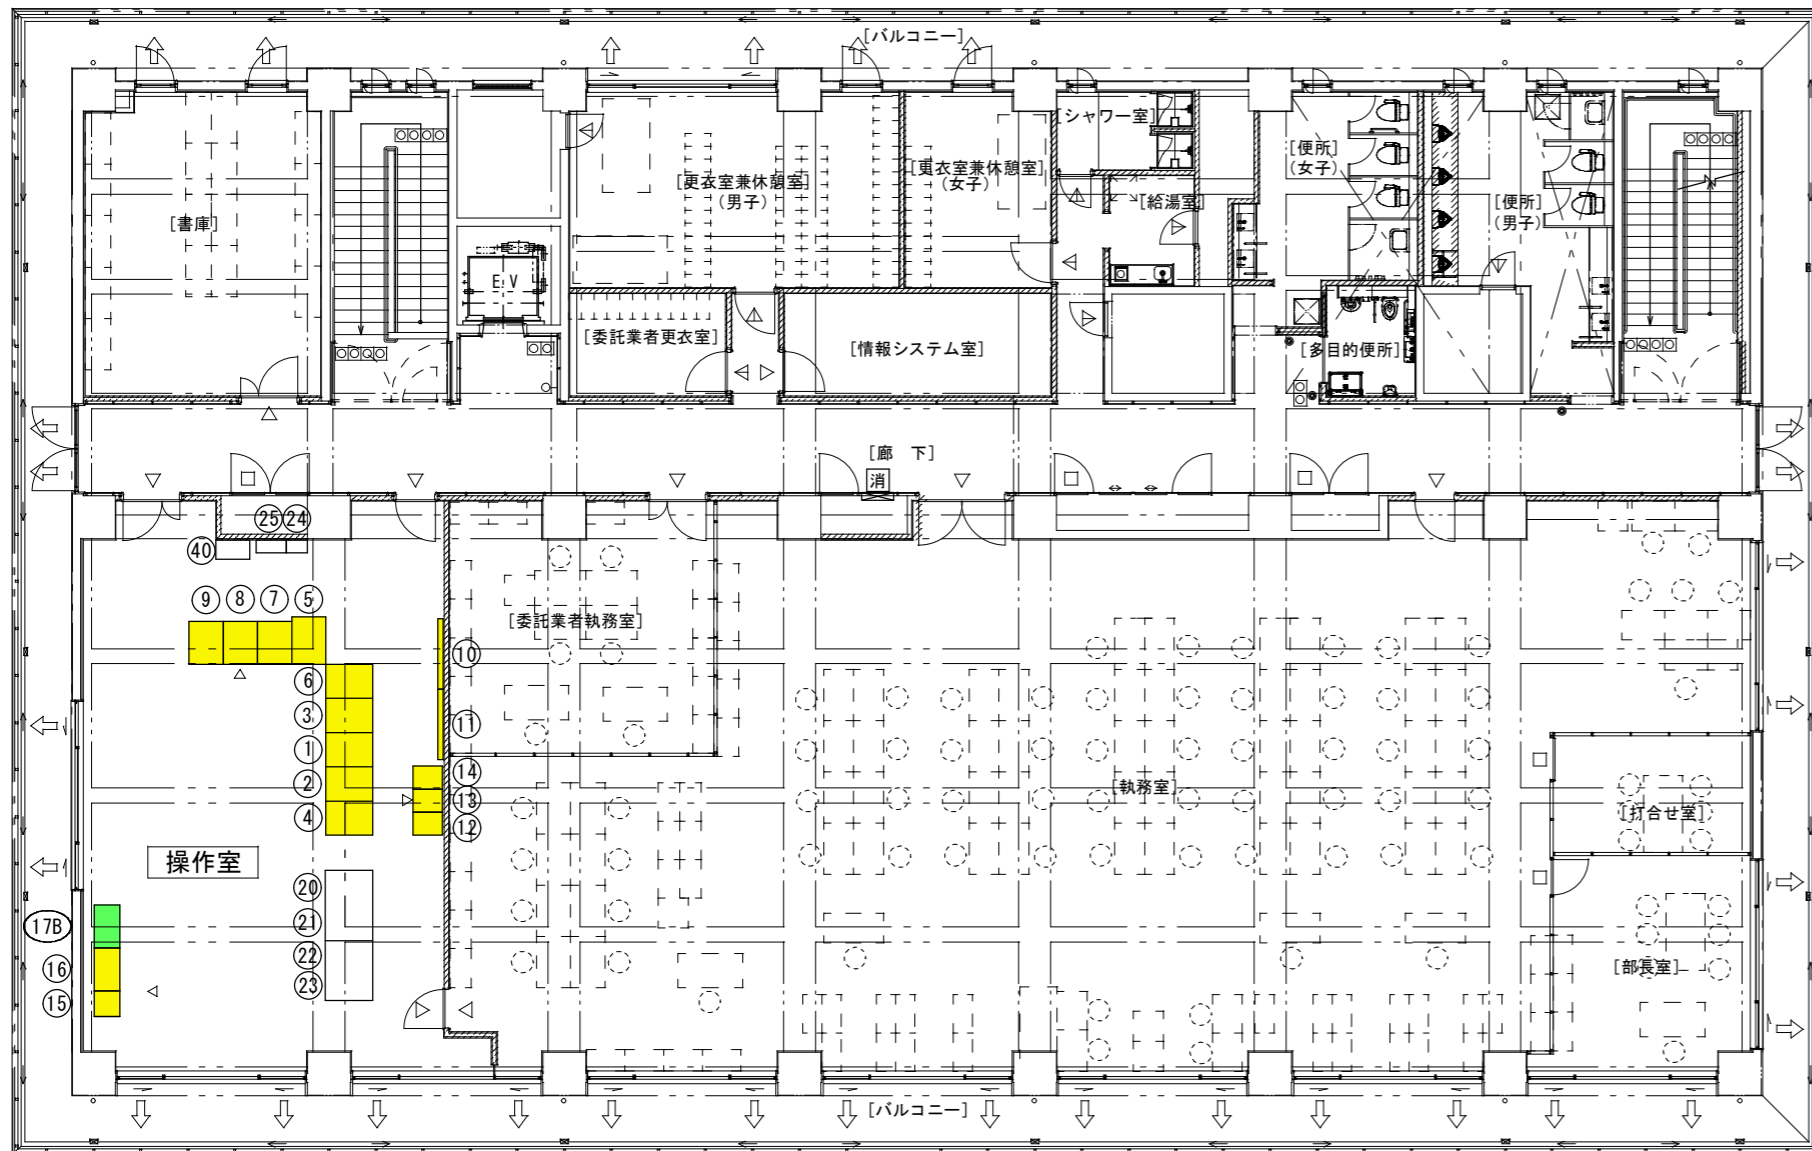 [バルコニー]
[シャワー室]
[便所]
(女子)
[更衣室兼休憩室]
(男子)
[更衣室兼休憩室]
(女子)
[給湯室]
[便所]
(男子)
[書庫]
E.V
[委託業者更衣室]
[情報システム室]
[多目的便所]
[廊 下]
消
25
24
40
9
8
7
5
[委託業者執務室]
10
6
3
11
1
14
2
13
[執務室]
4
12
[打合せ室]
操作室
20
17B
21
22
16
23
[部長室]
15
[バルコニー]